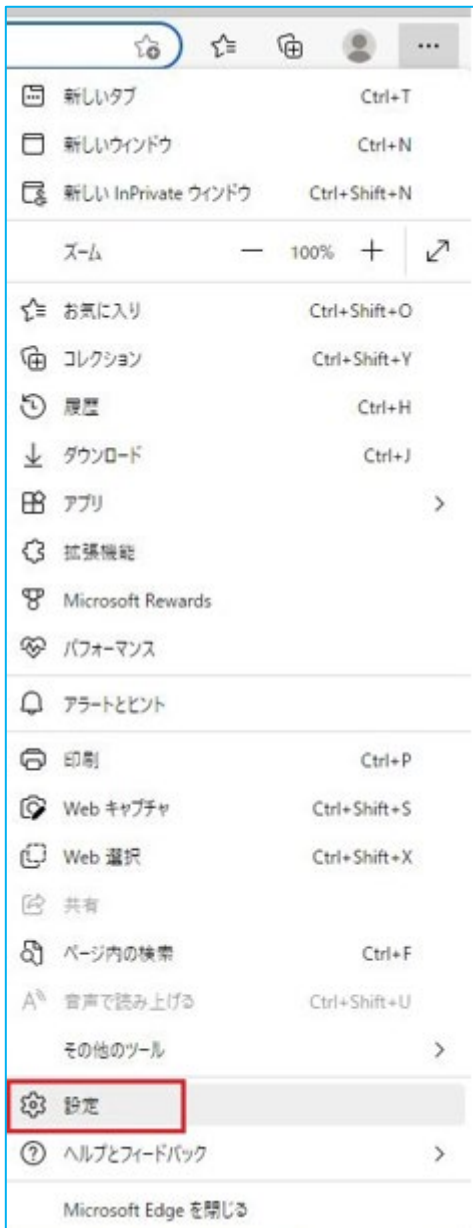 新しいタブ Ctrl+T
新しいウィンドウ Ctrl+N
新しい InPrivate ウィンドウ Ctrl+Shift+N
ズーム — 100% +
お気に入り Ctrl+Shift+O
コレクション Ctrl+Shift+Y
履歴 Ctrl+H
ダウンロード Ctrl+J
アプリ
拡張機能
Microsoft Rewards
パフォーマンス
アラートとヒント
印刷 Ctrl+P
Web キャプチャ Ctrl+Shift+S
Web 選択 Ctrl+Shift+X
共有
ページ内の検索 Ctrl+F
音声で読み上げる Ctrl+Shift+U
その他のツール
設定
ヘルプとフィードバック
Microsoft Edge を閉じる